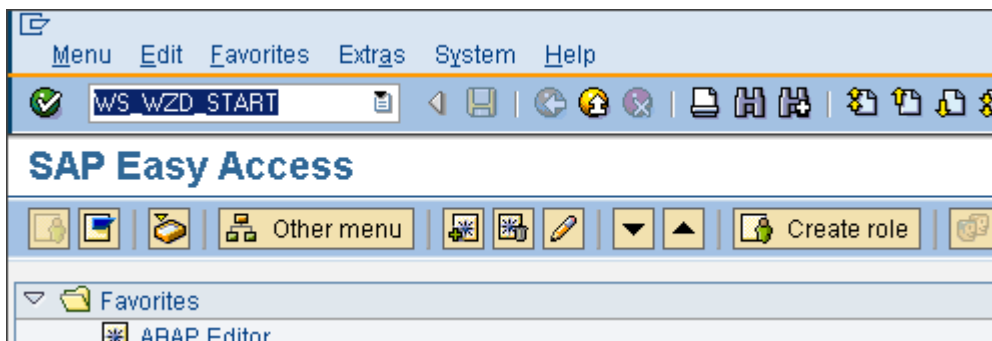 Menu Edit Favorites Extras System Help
WS_WZD_START
SAP Easy Access
Other menu Create role
Favorites
ABAP Editor